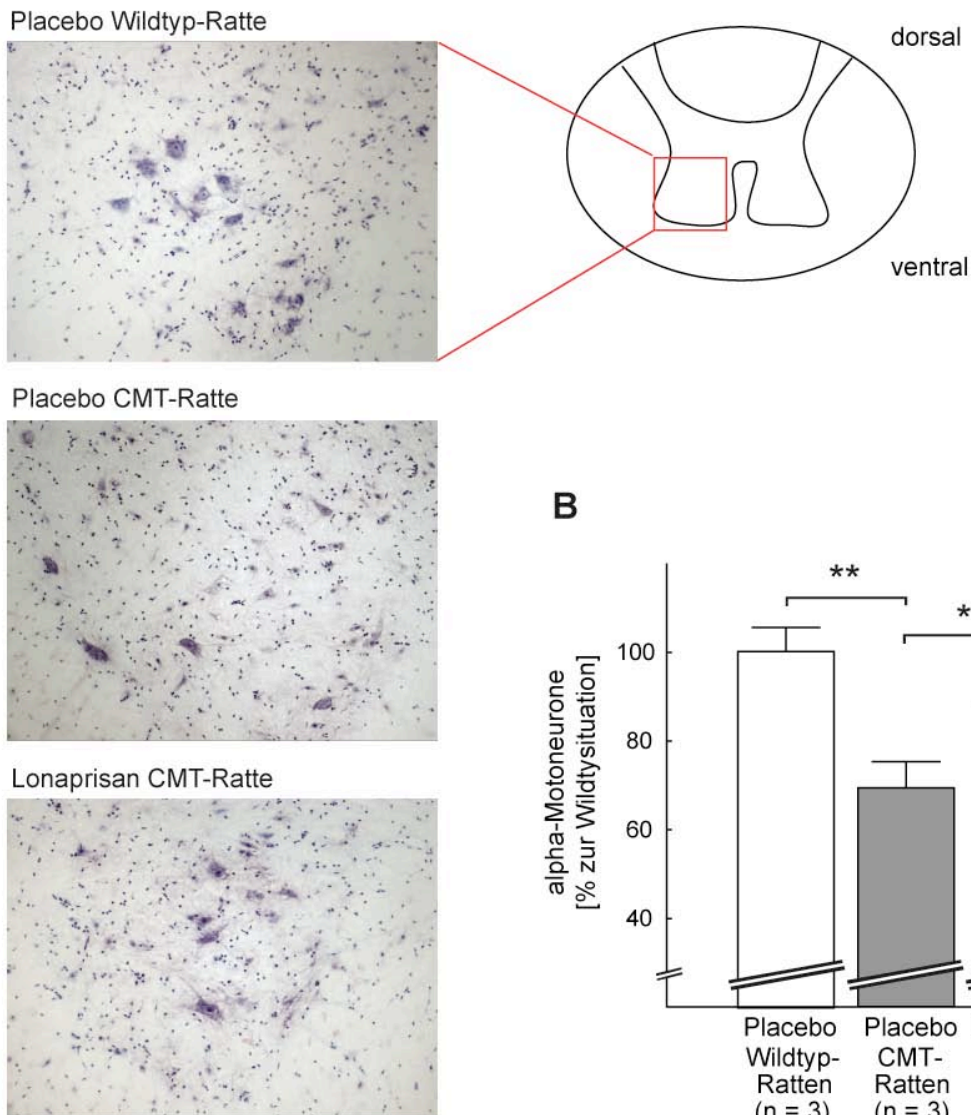 Placebo Wildtyp-Ratte
dorsal
ventral
Placebo CMT-Ratte
Lonaprisan CMT-Ratte
B
**
*
alpha-Motoneurone
[% zur Wildtysituation]
100
80
60
40
Placebo
Wildtyp-
Ratten
(n = 3)
Placebo
CMT-
Ratten
(n = 3)